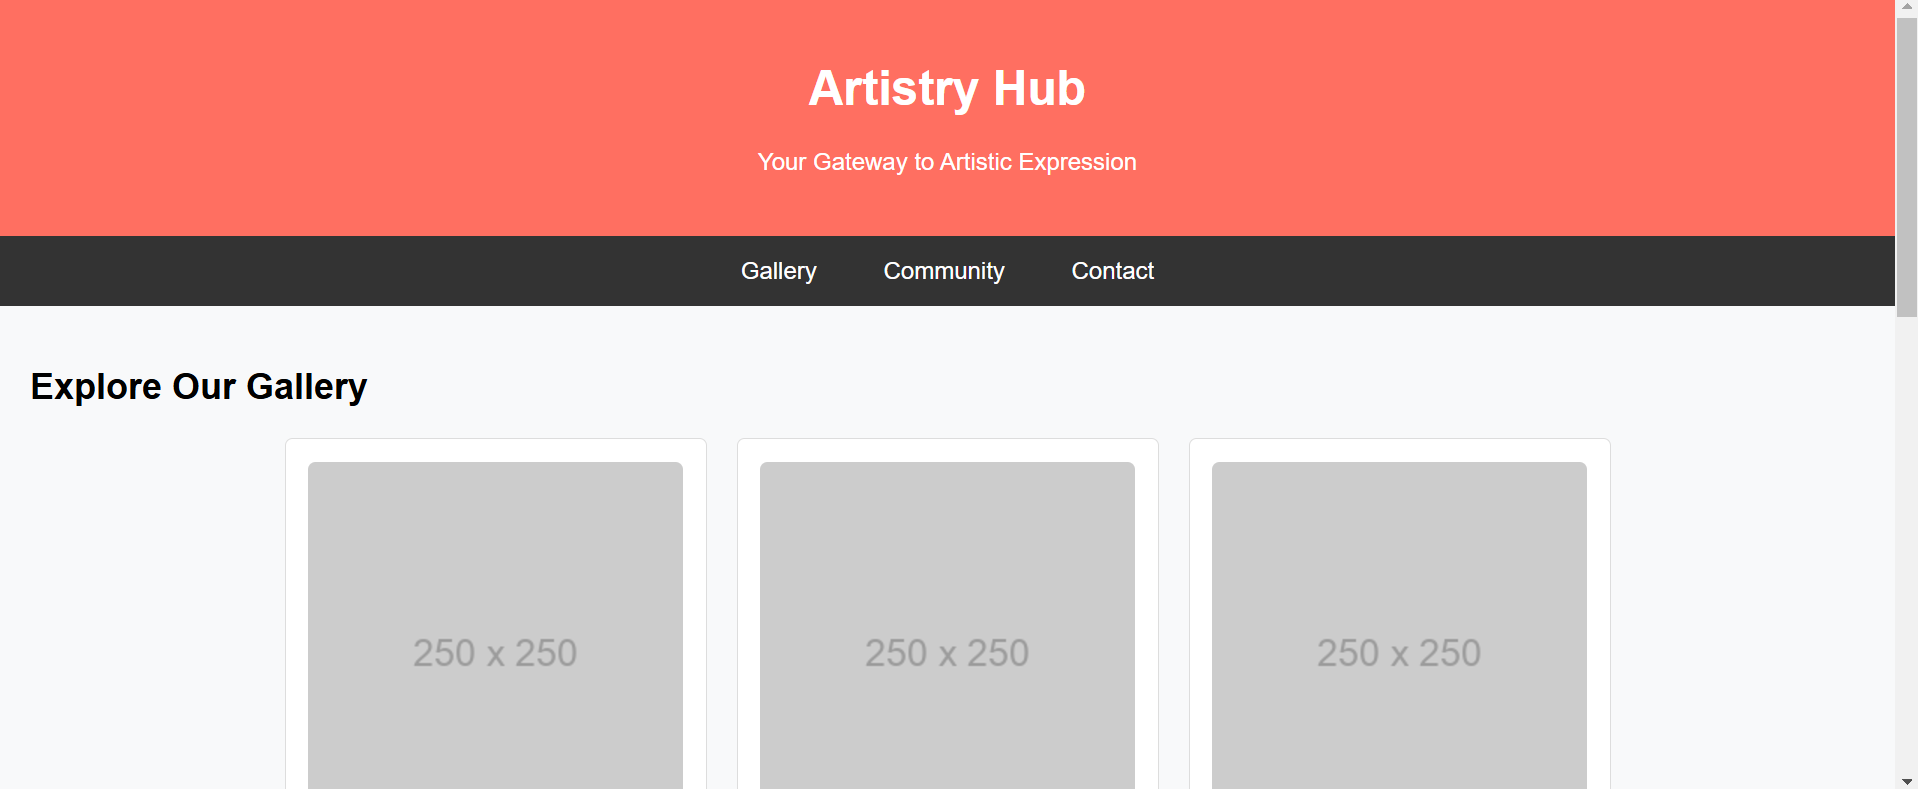 Artistry Hub
Your Gateway to Artistic Expression
Gallery Community Contact
Explore Our Gallery
250 x 250 250 x 250 250 x 250